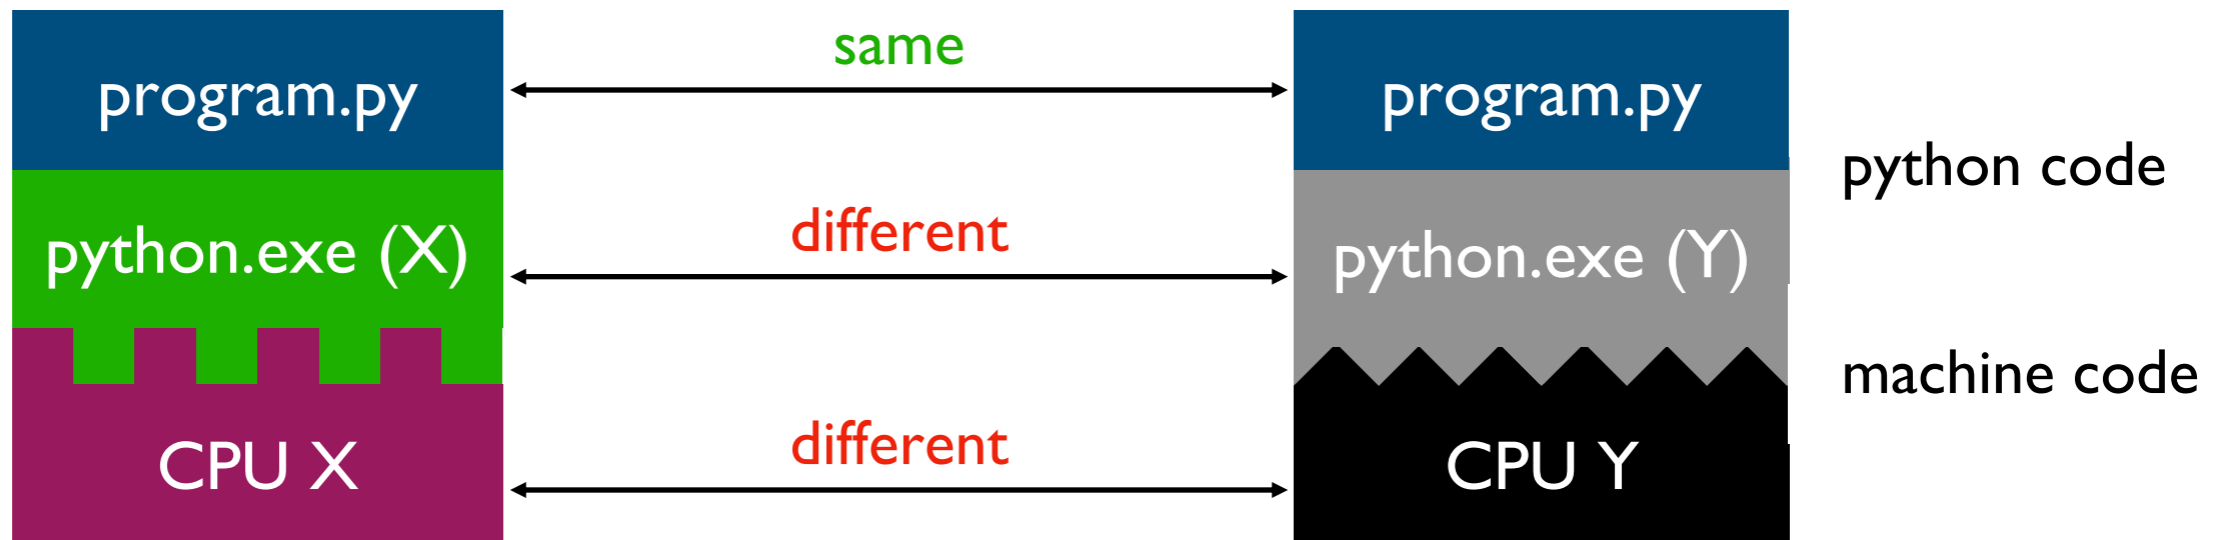 program.py
same
program.py
python code
python.exe (X)
different
python.exe (Y)
machine code
CPU X
different
CPU Y